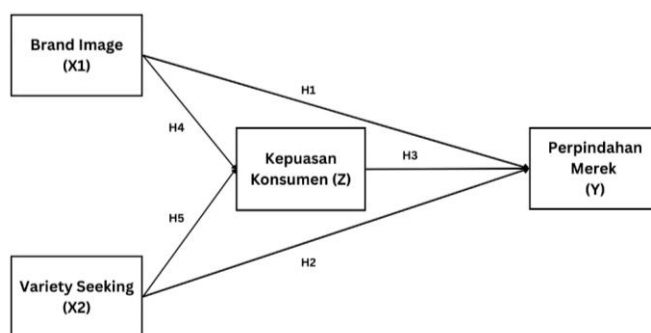 Brand Image
(X1)
H1
H4
Kepuasan
Konsumen (Z)
H3
Perpindahan
Merek
(Y)
H5
H2
Variety Seeking
(X2)